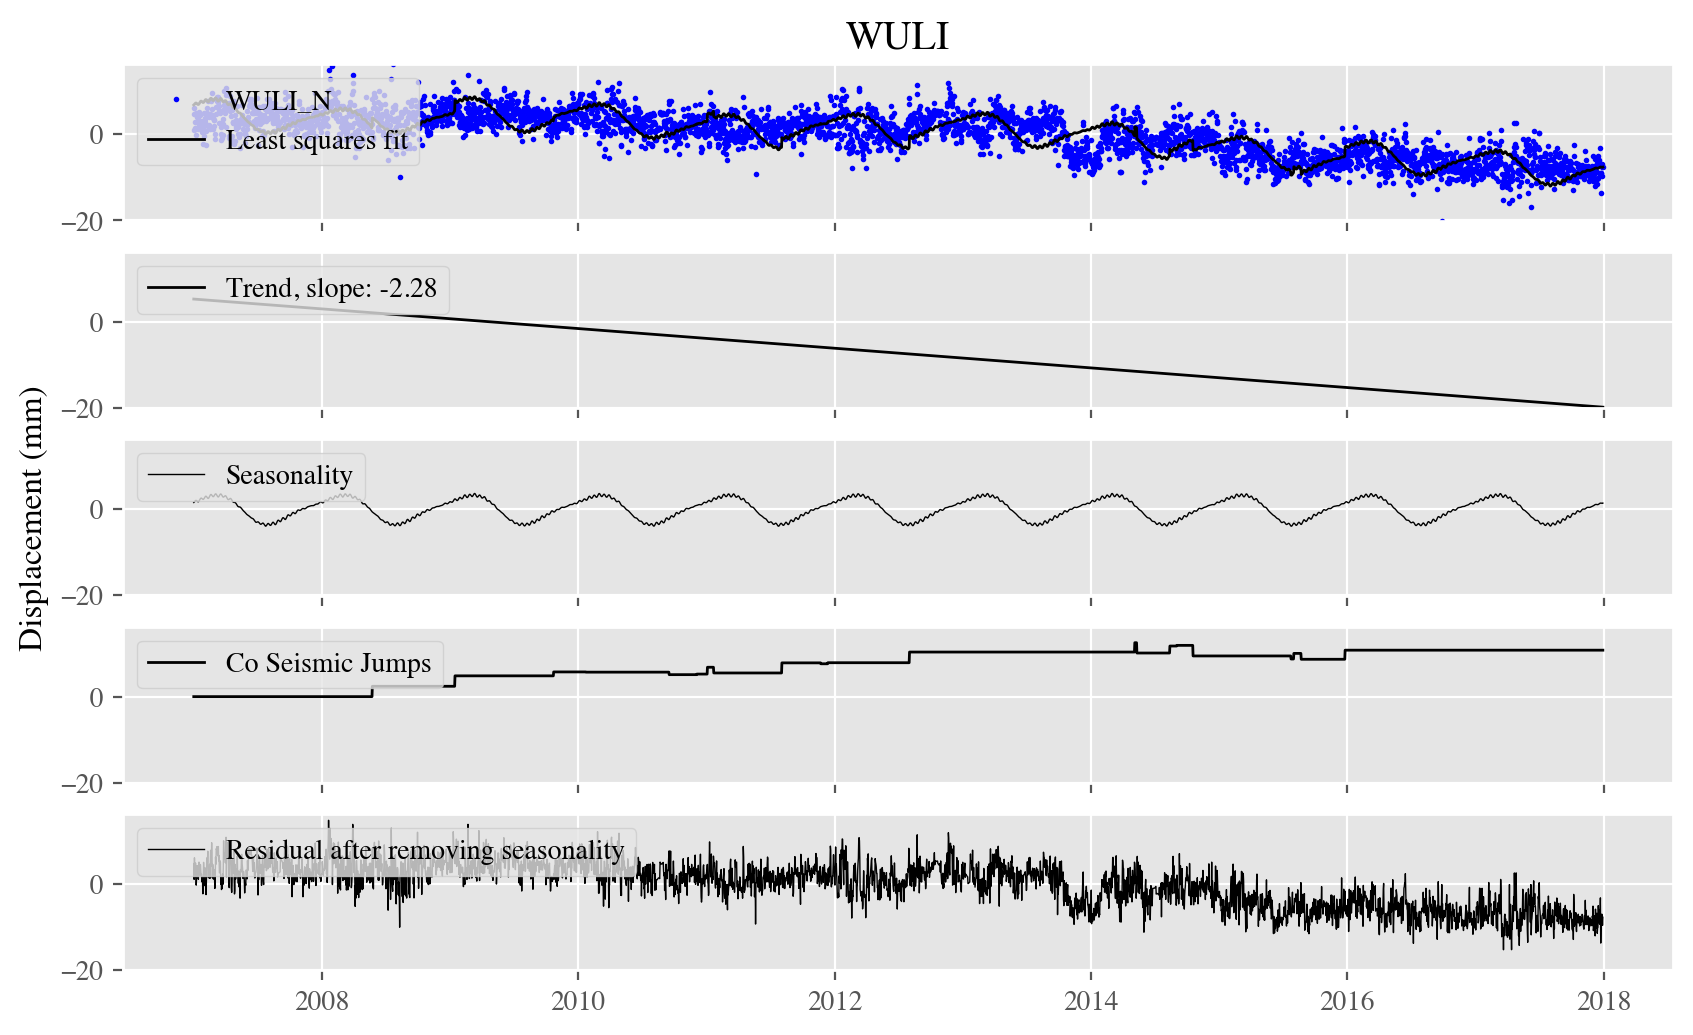 WULI
WULI_N
Least squares fit
0
−20
Trend, slope: -2.28
0
−20
Displacement (mm)
Seasonality
0
−20
Co Seismic Jumps
0
−20
Residual after removing seasonality
0
−20
2008 2010 2012 2014 2016 2018